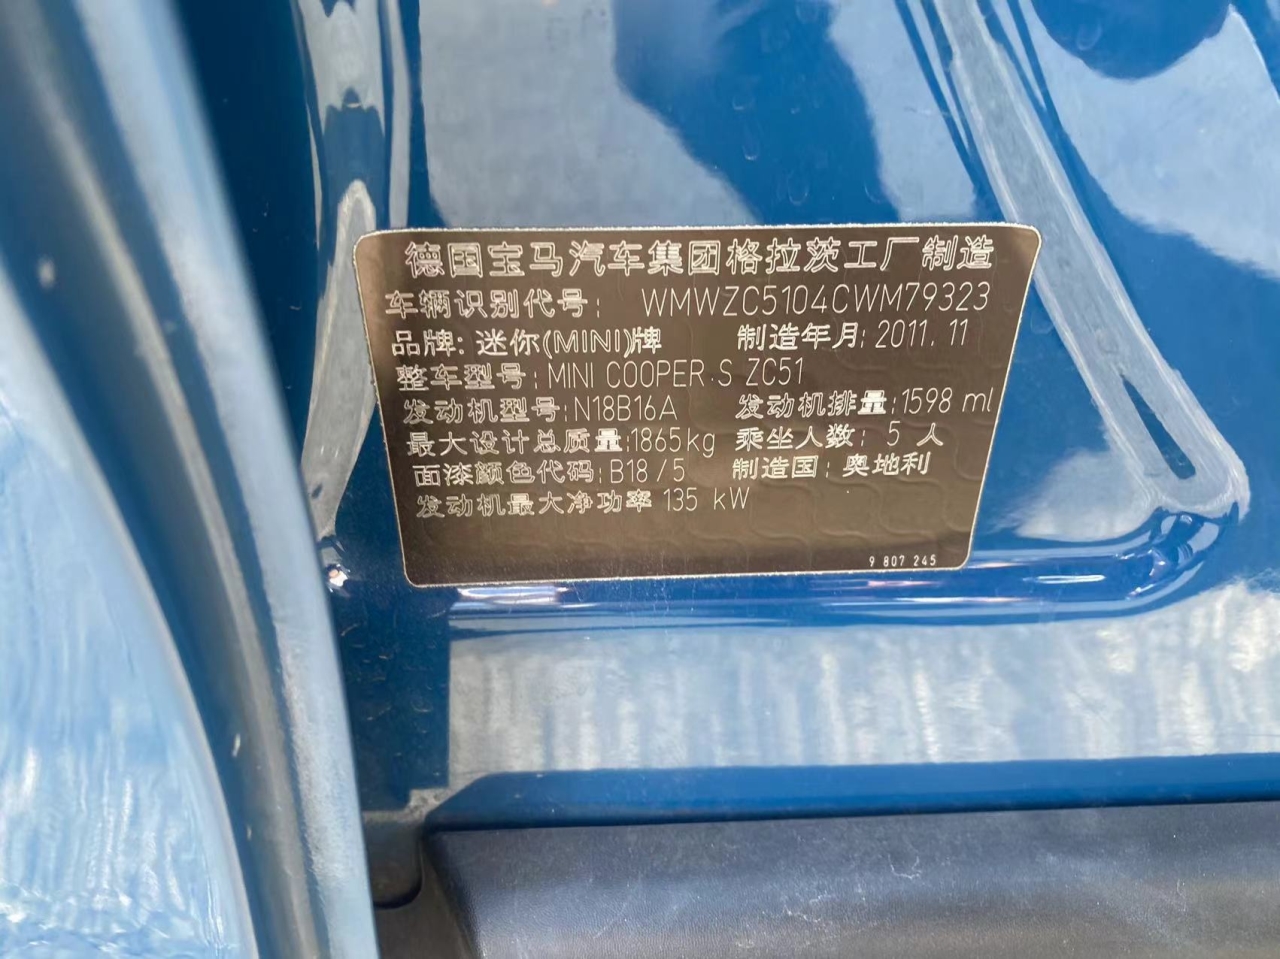 德国宝马汽车集团格拉茨工厂制造
车辆识别代号: WMWZC5104CWM79323
品牌: 迷你(MINI)牌 制造年月: 2011.11
整车型号: MINI COOPER S ZC51
发动机型号: N18B16A 发动机排量: 1598 ml
最大设计总质量: 1865kg 乘坐人数: 5 人
面漆颜色代码: B18/5 制造国: 奥地利
发动机最大净功率 135 kW
9 807 245